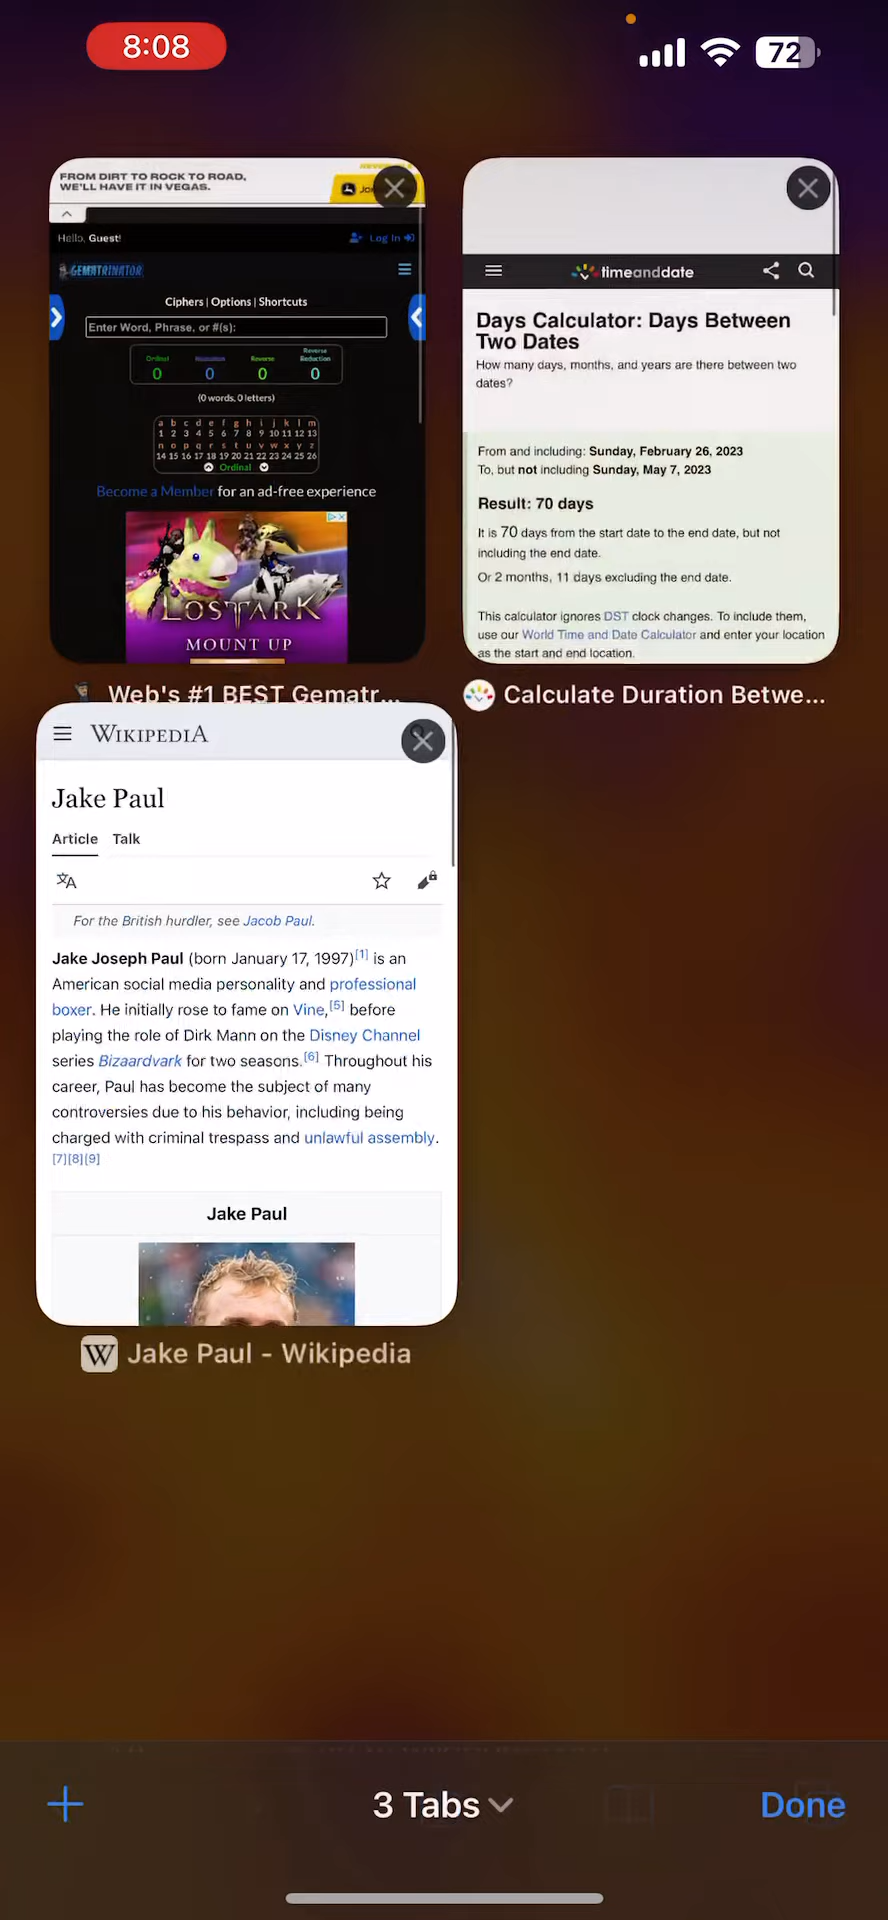 8:08
72
FROM DIRT TO ROCK TO ROAD,
WE'LL HAVE IT IN VEGAS.
Hello, Guest!
Log In
GEMATRINATOR
Ciphers | Options | Shortcuts
Enter Word, Phrase, or #(s):
Ordinal Reduction Reverse Reverse Reduction
0 0 0 0
(0 words, 0 letters)
a b c d e f g h i j k l m
1 2 3 4 5 6 7 8 9 10 11 12 13
n o p q r s t u v w x y z
14 15 16 17 18 19 20 21 22 23 24 25 26
Ordinal
Become a Member for an ad-free experience
LOST ARK
MOUNT UP
Web's #1 BEST Gematr...
timeanddate
Days Calculator: Days Between
Two Dates
How many days, months, and years are there between two
dates?
From and including: Sunday, February 26, 2023
To, but not including Sunday, May 7, 2023
Result: 70 days
It is 70 days from the start date to the end date, but not
including the end date.
Or 2 months, 11 days excluding the end date.
This calculator ignores DST clock changes. To include them,
use our World Time and Date Calculator and enter your location
as the start and end location.
Calculate Duration Betwe...
WIKIPEDIA
Jake Paul
Article Talk
For the British hurdler, see Jacob Paul.
Jake Joseph Paul (born January 17, 1997)[1] is an
American social media personality and professional
boxer. He initially rose to fame on Vine,[5] before
playing the role of Dirk Mann on the Disney Channel
series Bizaardvark for two seasons.[6] Throughout his
career, Paul has become the subject of many
controversies due to his behavior, including being
charged with criminal trespass and unlawful assembly.
[7][8][9]
Jake Paul
W Jake Paul - Wikipedia
3 Tabs
Done